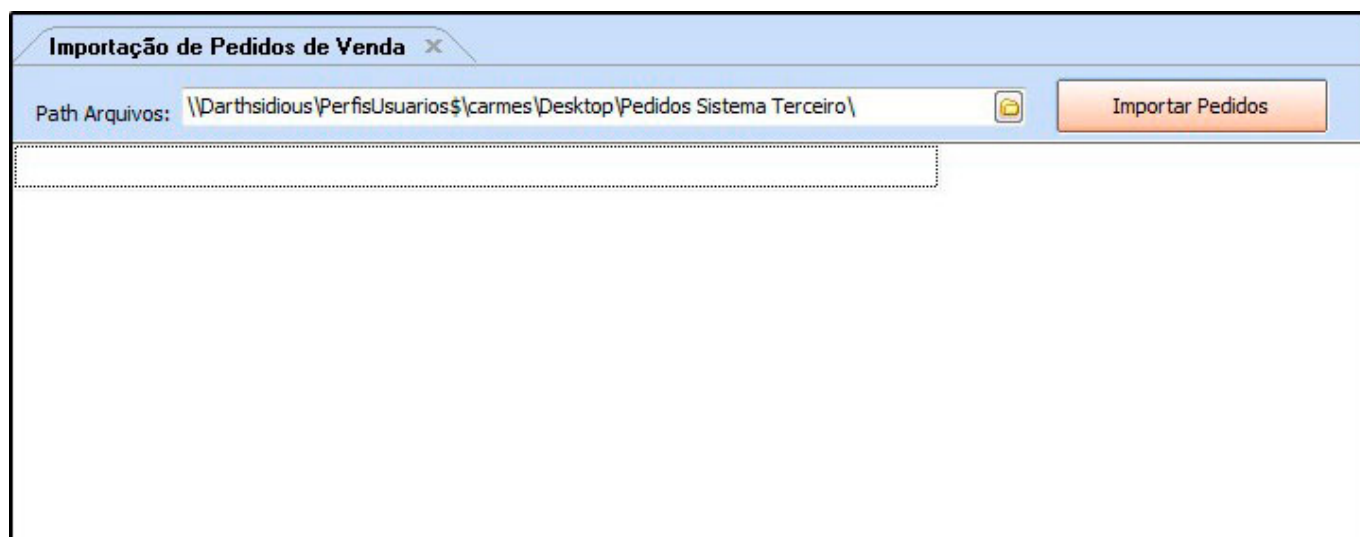 Importação de Pedidos de Venda
Path Arquivos: \\Darthsidious\PerfisUsuarios$\carmes\Desktop\Pedidos Sistema Terceiro\ Importar Pedidos